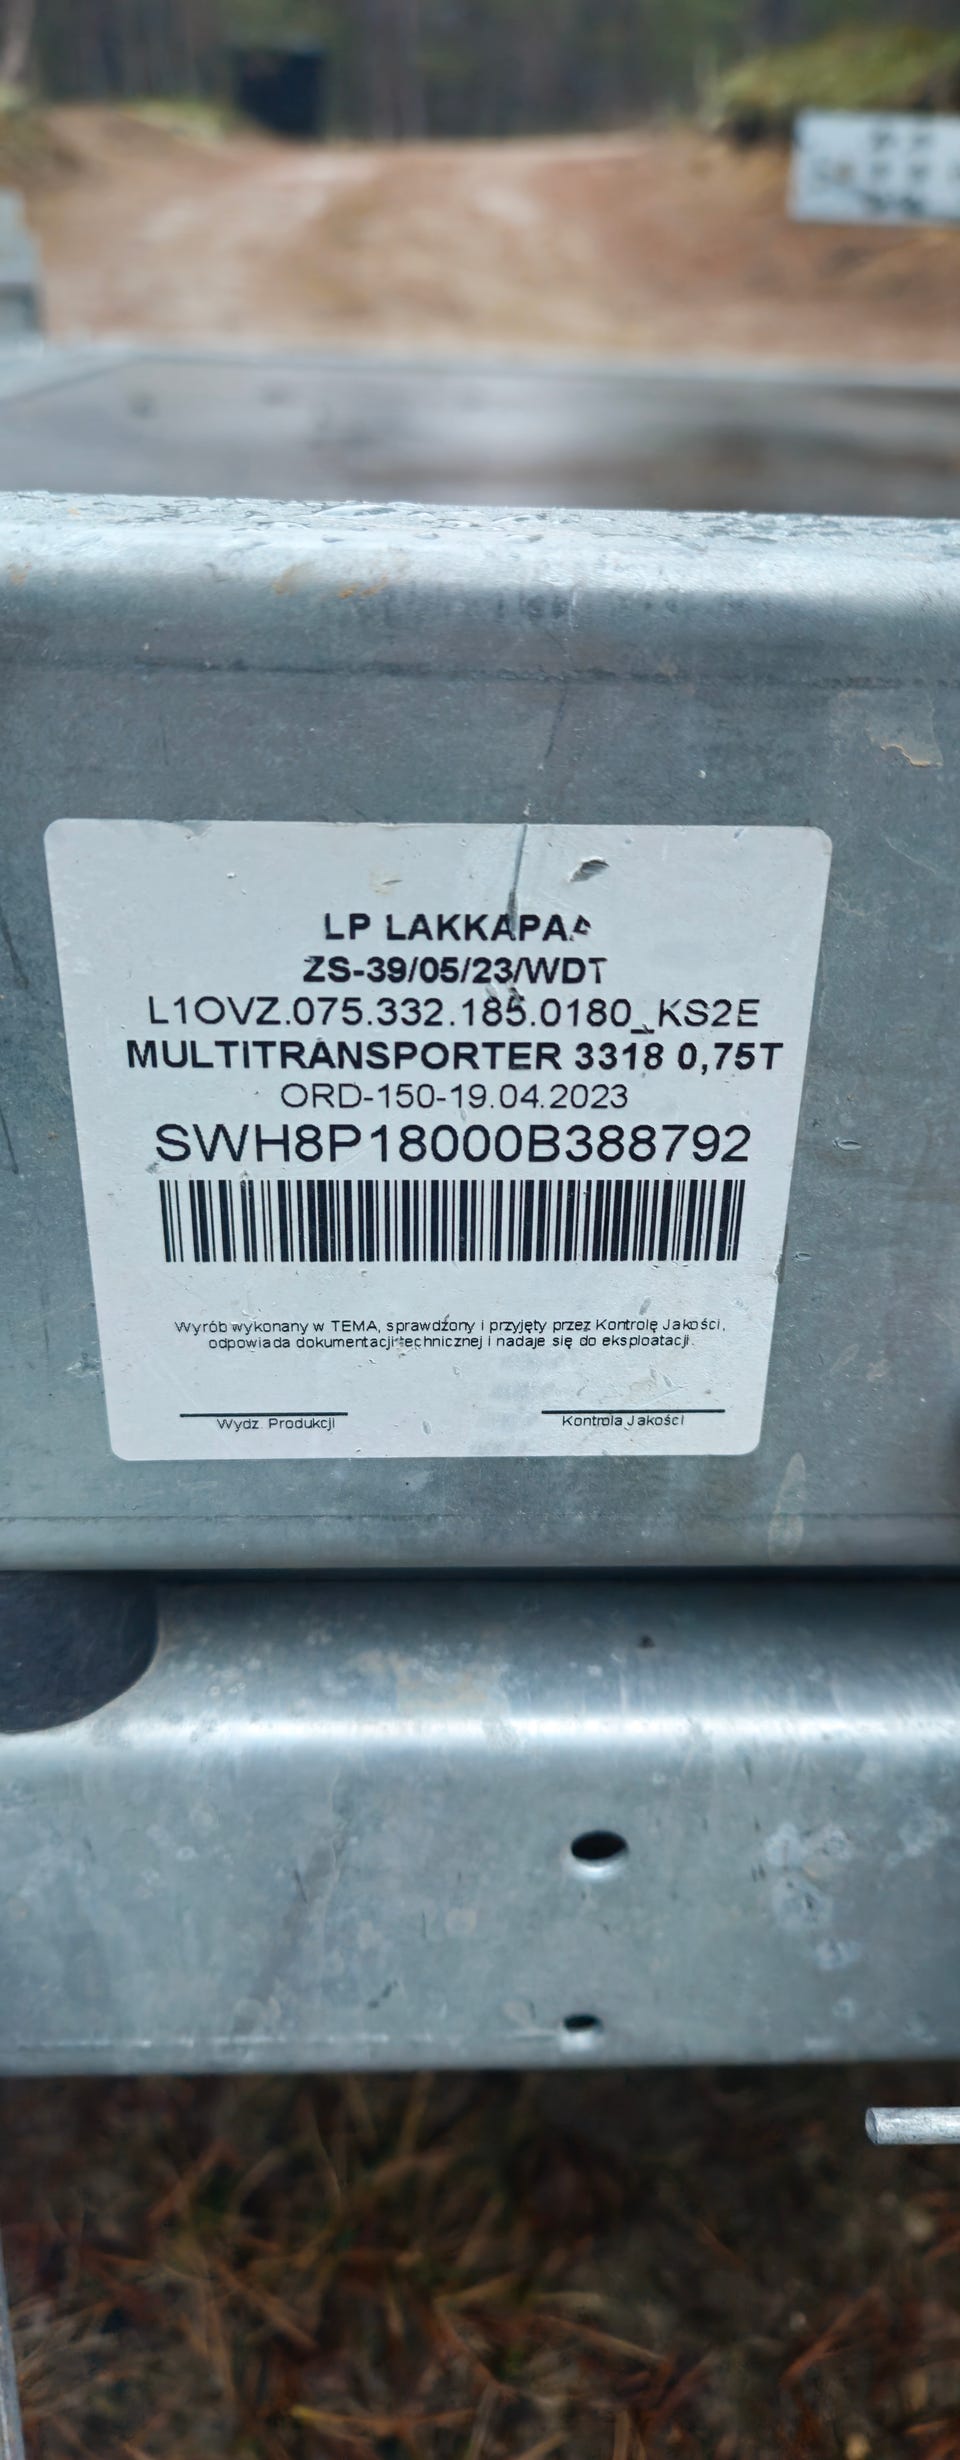 LP LAKKAPAA
ZS-39/05/23/WDT
L1OVZ.075.332.185.0180_KS2E
MULTITRANSPORTER 3318 0,75T
ORD-150-19.04.2023
SWH8P18000B388792
Wyrób wykonany w TEMA, sprawdzony i przyjęty przez Kontrolę Jakości,
odpowiada dokumentacji technicznej i nadaje się do eksploatacji.
Wydz. Produkcji
Kontrola Jakości